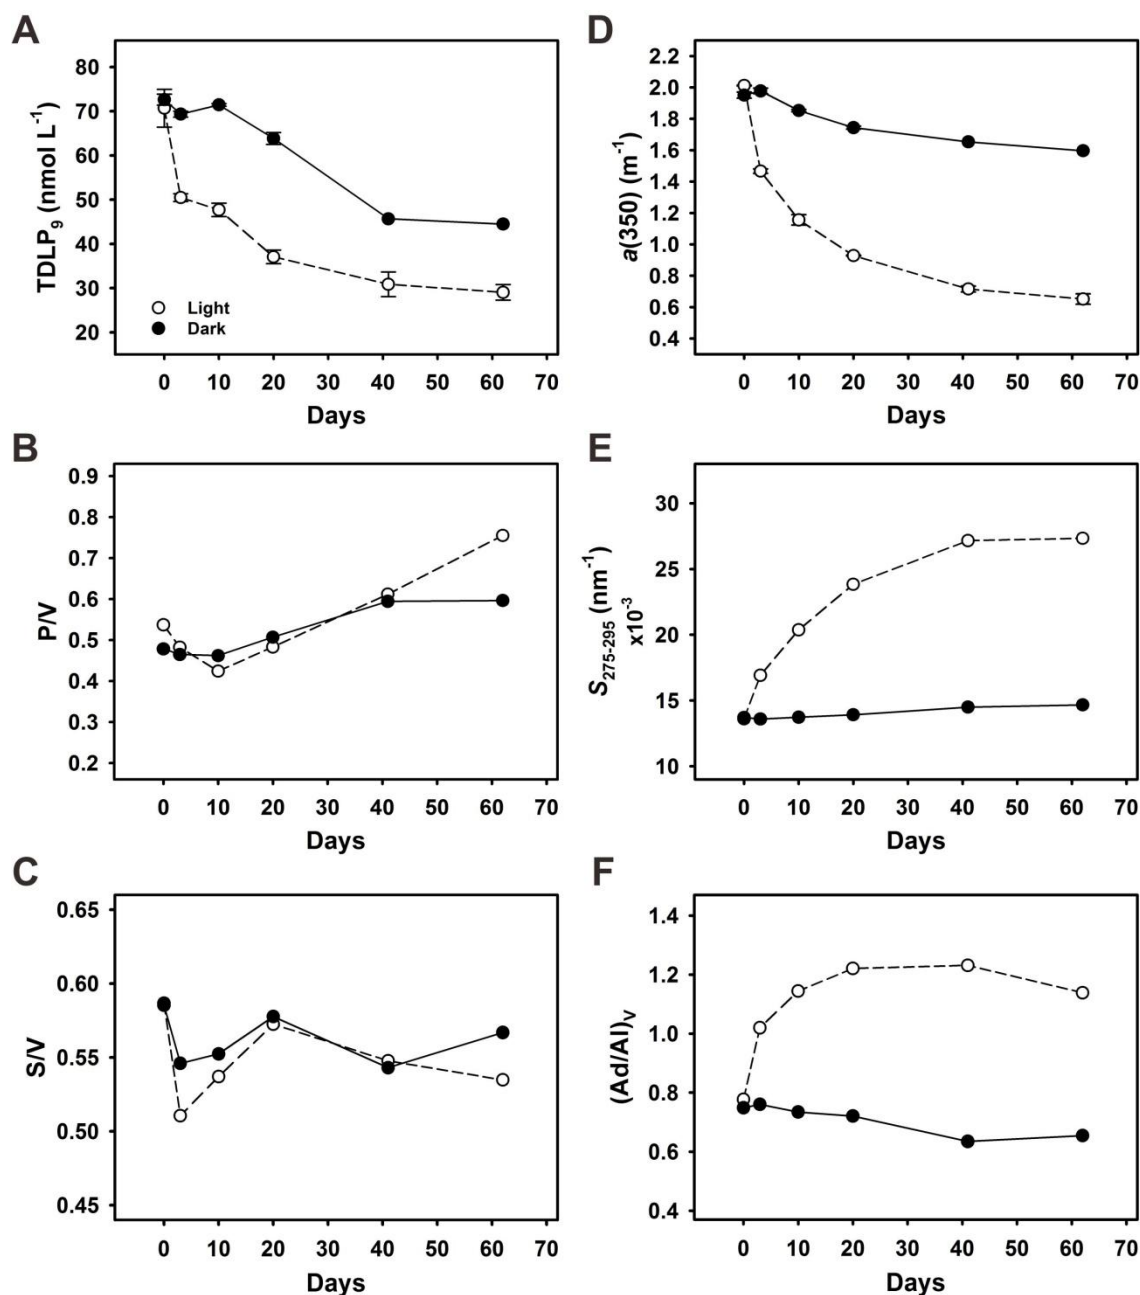 A
TDLP₉ (nmol L⁻¹)
80
70
60
50
40
30
20
Light
Dark
0 10 20 30 40 50 60 70
Days
D
a(350) (m⁻¹)
2.2
2.0
1.8
1.6
1.4
1.2
1.0
0.8
0.6
0.4
0 10 20 30 40 50 60 70
Days
B
P/V
0.9
0.8
0.7
0.6
0.5
0.4
0.3
0.2
0 10 20 30 40 50 60 70
Days
E
S₂₇₅₋₂₉₅ (nm⁻¹)
x10⁻³
30
25
20
15
10
0 10 20 30 40 50 60 70
Days
C
S/V
0.65
0.60
0.55
0.50
0.45
0 10 20 30 40 50 60 70
Days
F
(Ad/Al)ᵥ
1.4
1.2
1.0
0.8
0.6
0.4
0 10 20 30 40 50 60 70
Days